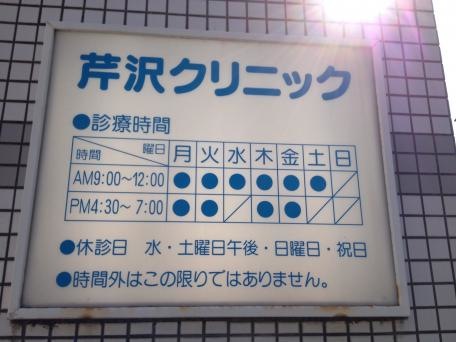 芹沢クリニック
●診療時間
曜日 時間 月 火 水 木 金 土 日
AM9:00〜12:00 ● ● ● ● ● ● ╱
PM4:30〜7:00 ● ● ╱ ● ● ╱ ╱
●休診日 水・土曜日午後・日曜日・祝日
●時間外はこの限りではありません。